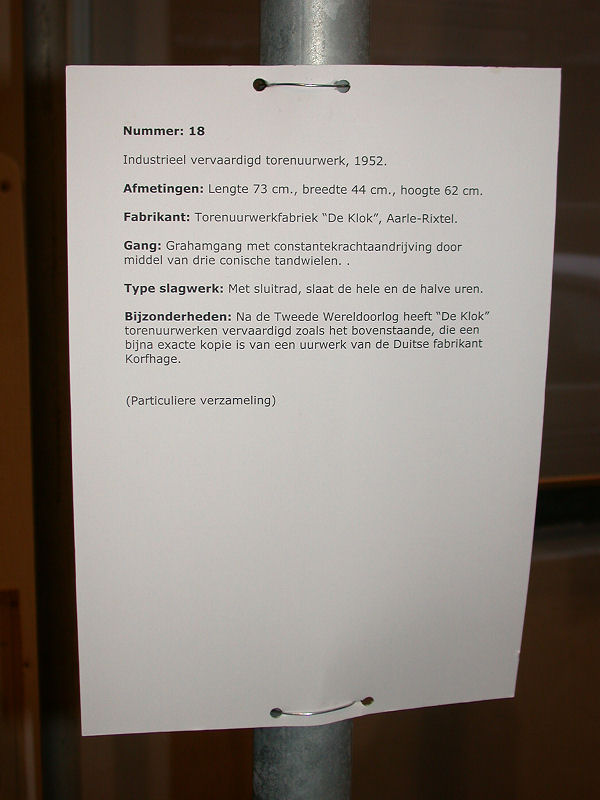 Nummer: 18
Industrieel vervaardigd torenuurwerk, 1952.
Afmetingen: Lengte 73 cm., breedte 44 cm., hoogte 62 cm.
Fabrikant: Torenuurwerkfabriek “De Klok”, Aarle-Rixtel.
Gang: Grahamgang met constantekrachtaandrijving door
middel van drie conische tandwielen. .
Type slagwerk: Met sluitrad, slaat de hele en de halve uren.
Bijzonderheden: Na de Tweede Wereldoorlog heeft “De Klok”
torenuurwerken vervaardigd zoals het bovenstaande, die een
bijna exacte kopie is van een uurwerk van de Duitse fabrikant
Korfhage.
(Particuliere verzameling)